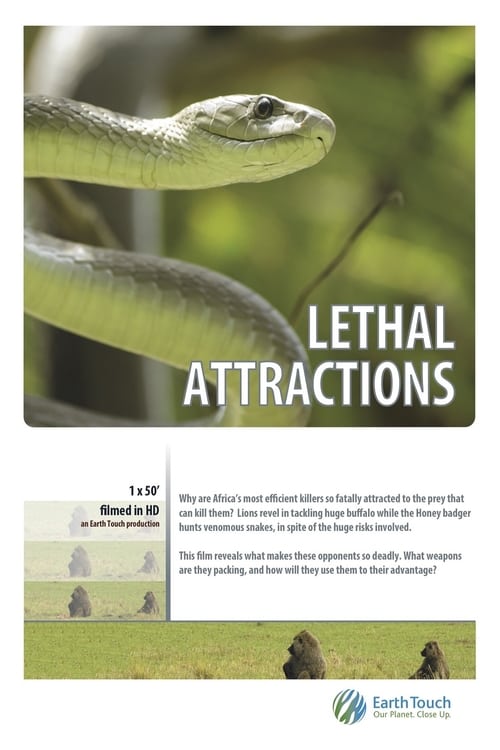 LETHAL
ATTRACTIONS
1 x 50’
filmed in HD
an Earth Touch production
Why are Africa’s most efficient killers so fatally attracted to the prey that
can kill them? Lions revel in tackling huge buffalo while the Honey badger
hunts venomous snakes, in spite of the huge risks involved.
This film reveals what makes these opponents so deadly. What weapons
are they packing, and how will they use them to their advantage?
EarthTouch
Our Planet. Close Up.